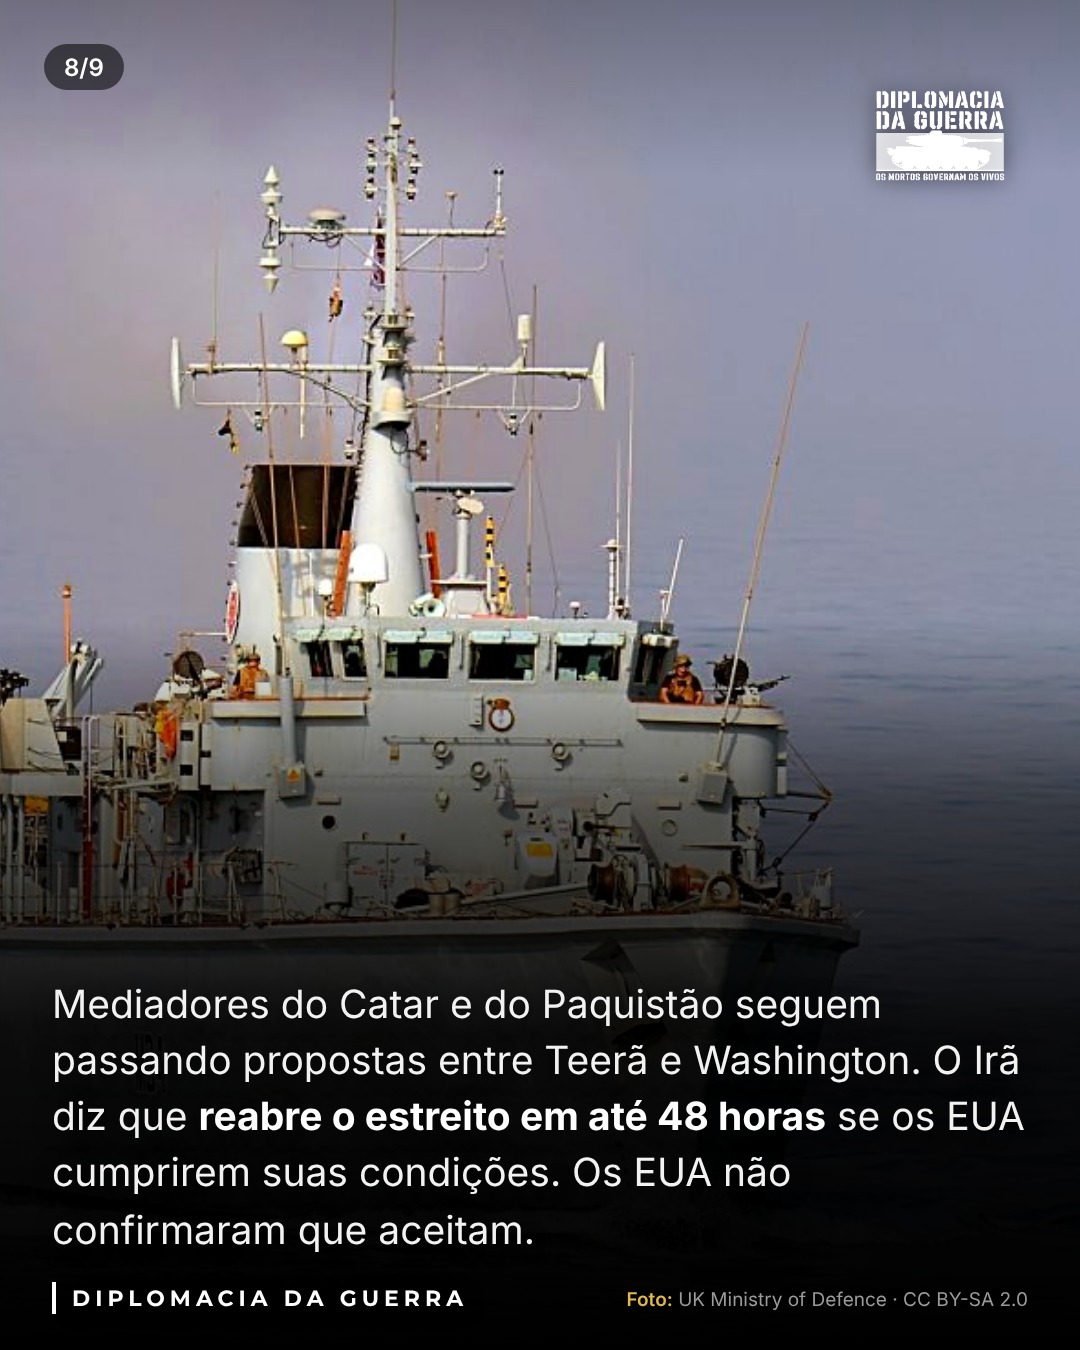 8/9
DIPLOMACIA
DA GUERRA
OS MORTOS GOVERNAM OS VIVOS
Mediadores do Catar e do Paquistão seguem
passando propostas entre Teerã e Washington. O Irã
diz que reabre o estreito em até 48 horas se os EUA
cumprirem suas condições. Os EUA não
confirmaram que aceitam.
DIPLOMACIA DA GUERRA
Foto: UK Ministry of Defence · CC BY-SA 2.0